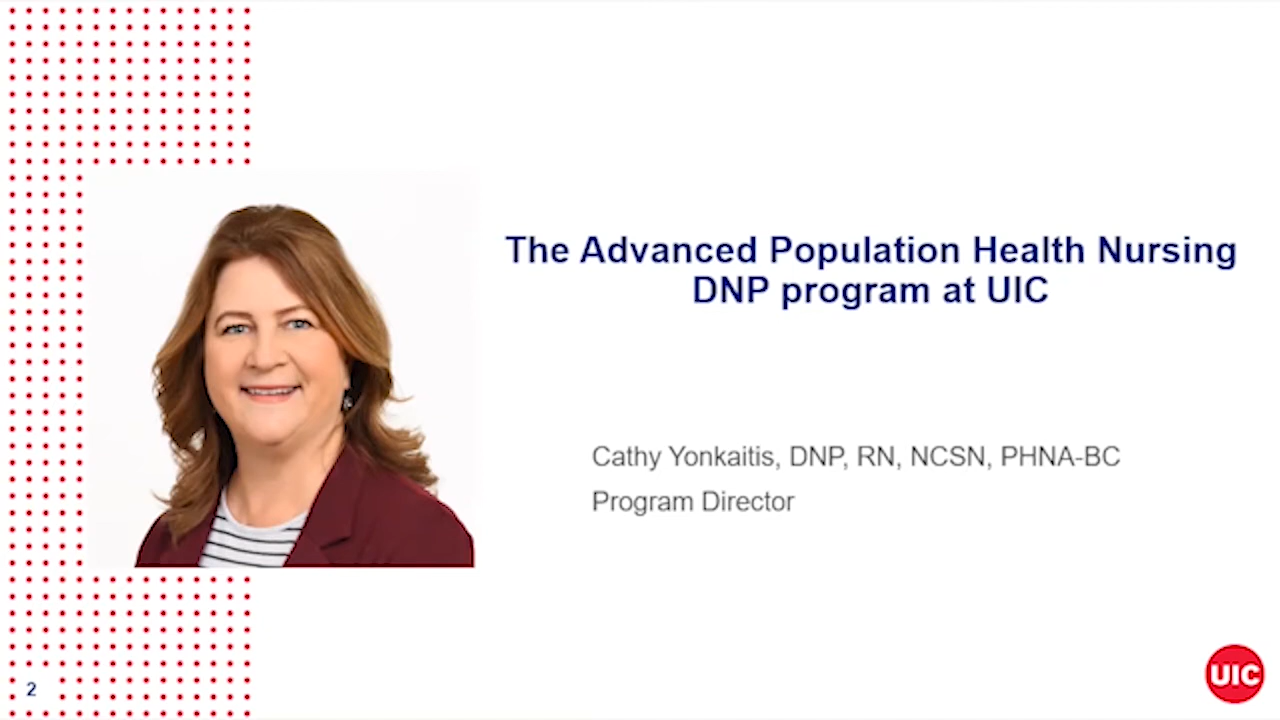 The Advanced Population Health Nursing
DNP program at UIC
Cathy Yonkaitis, DNP, RN, NCSN, PHNA-BC
Program Director
2
UIC